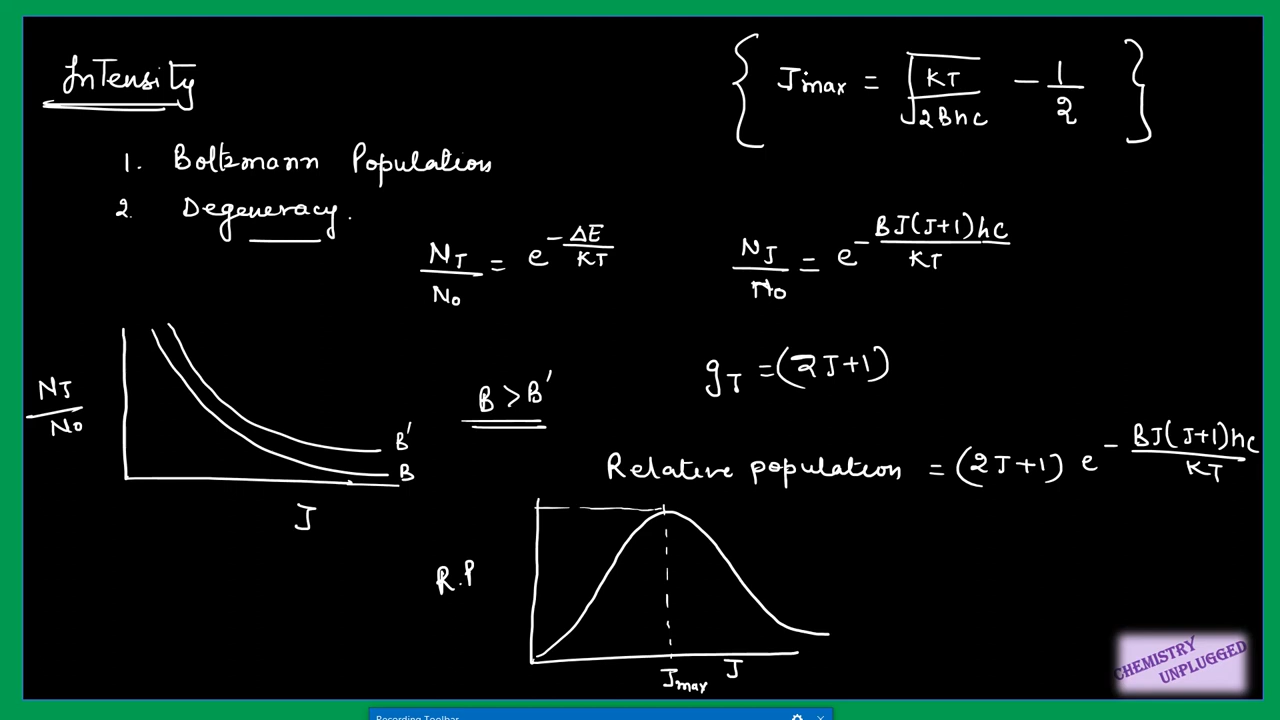 Intensity
{ Jmax = √(KT / 2Bhc) − 1/2 }
1. Boltzmann Population
2. Degeneracy.
NJ/N0 = e^(−ΔE/KT)
NJ/N0 = e^(−BJ(J+1)hc/KT)
gJ = (2J+1)
NJ/N0
B'
B
J
B > B'
Relative population = (2J+1) e^(−BJ(J+1)hc/KT)
R.P
Jmax J
CHEMISTRY
UNPLUGGED